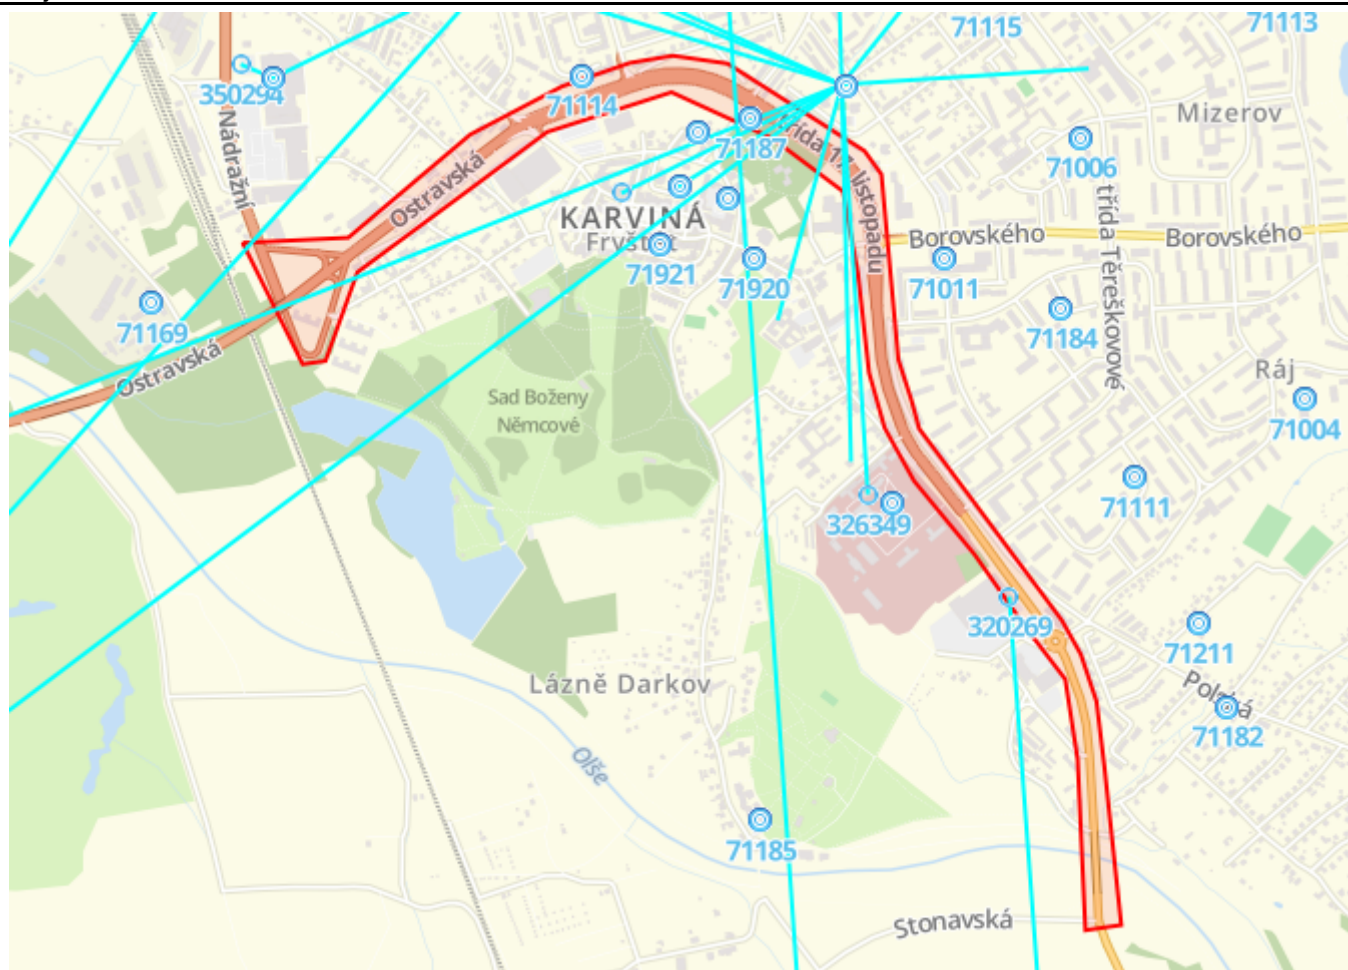 71115
71113
350294
71114
Mizerov
Nádražní
71187
třída 17. listopadu
71006
Ostravská
KARVINÁ
Fryštát
třída Těreškovové
Borovského
Borovského
71921
71920
71011
71169
71184
Ostravská
Ráj
Sad Boženy
Němcové
71004
71111
326349
320269
71211
Lázně Darkov
Polská
71182
Olše
71185
Stonavská